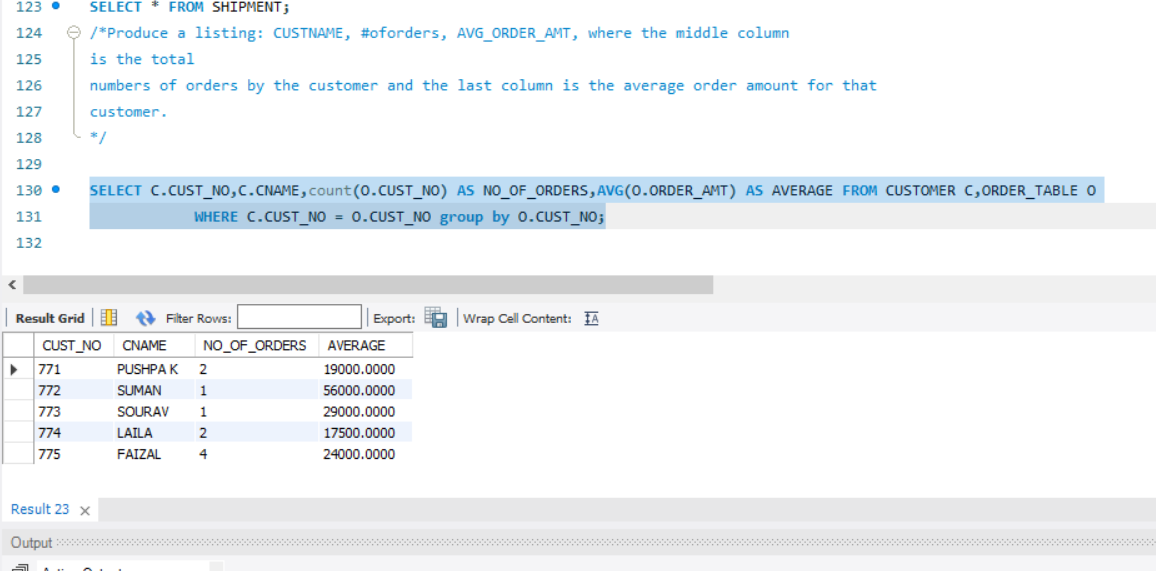 123 SELECT * FROM SHIPMENT;
124 /*Produce a listing: CUSTNAME, #oforders, AVG_ORDER_AMT, where the middle column
125 is the total
126 numbers of orders by the customer and the last column is the average order amount for that
127 customer.
128 */
129
130 SELECT C.CUST_NO,C.CNAME,count(O.CUST_NO) AS NO_OF_ORDERS,AVG(O.ORDER_AMT) AS AVERAGE FROM CUSTOMER C,ORDER_TABLE O
131 WHERE C.CUST_NO = O.CUST_NO group by O.CUST_NO;
132
Result Grid Filter Rows: Export: Wrap Cell Content: IA
CUST_NO CNAME NO_OF_ORDERS AVERAGE
771 PUSHPA K 2 19000.0000
772 SUMAN 1 56000.0000
773 SOURAV 1 29000.0000
774 LAILA 2 17500.0000
775 FAIZAL 4 24000.0000
Result 23
Output